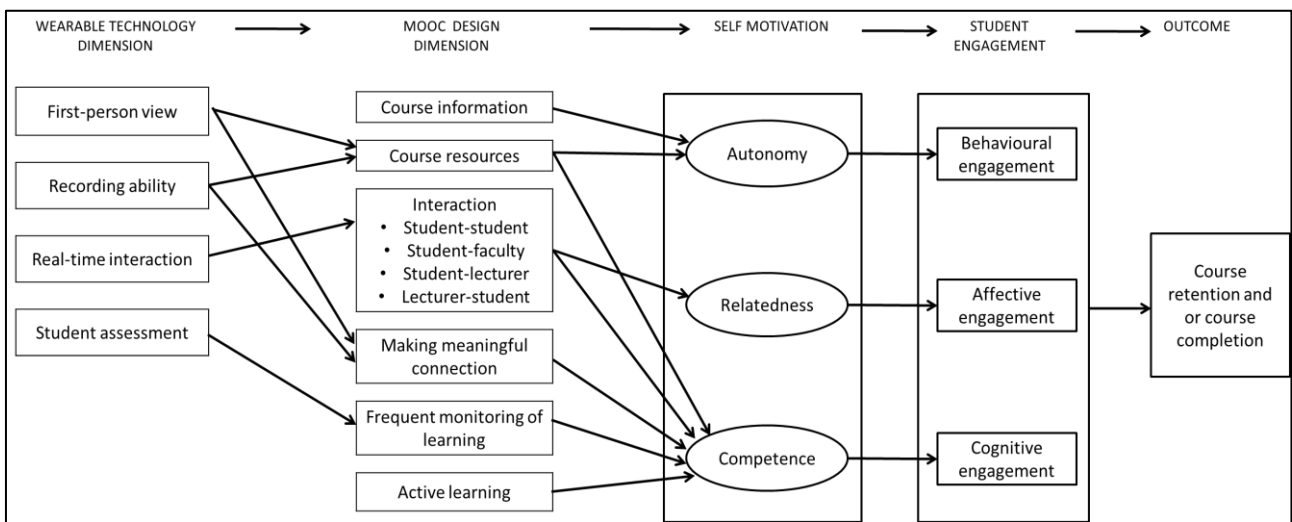 WEARABLE TECHNOLOGY
DIMENSION
MOOC DESIGN
DIMENSION
SELF MOTIVATION
STUDENT
ENGAGEMENT
OUTCOME
First-person view
Recording ability
Real-time interaction
Student assessment
Course information
Course resources
Interaction
• Student-student
• Student-faculty
• Student-lecturer
• Lecturer-student
Making meaningful
connection
Frequent monitoring of
learning
Active learning
Autonomy
Relatedness
Competence
Behavioural
engagement
Affective
engagement
Cognitive
engagement
Course
retention and
or course
completion